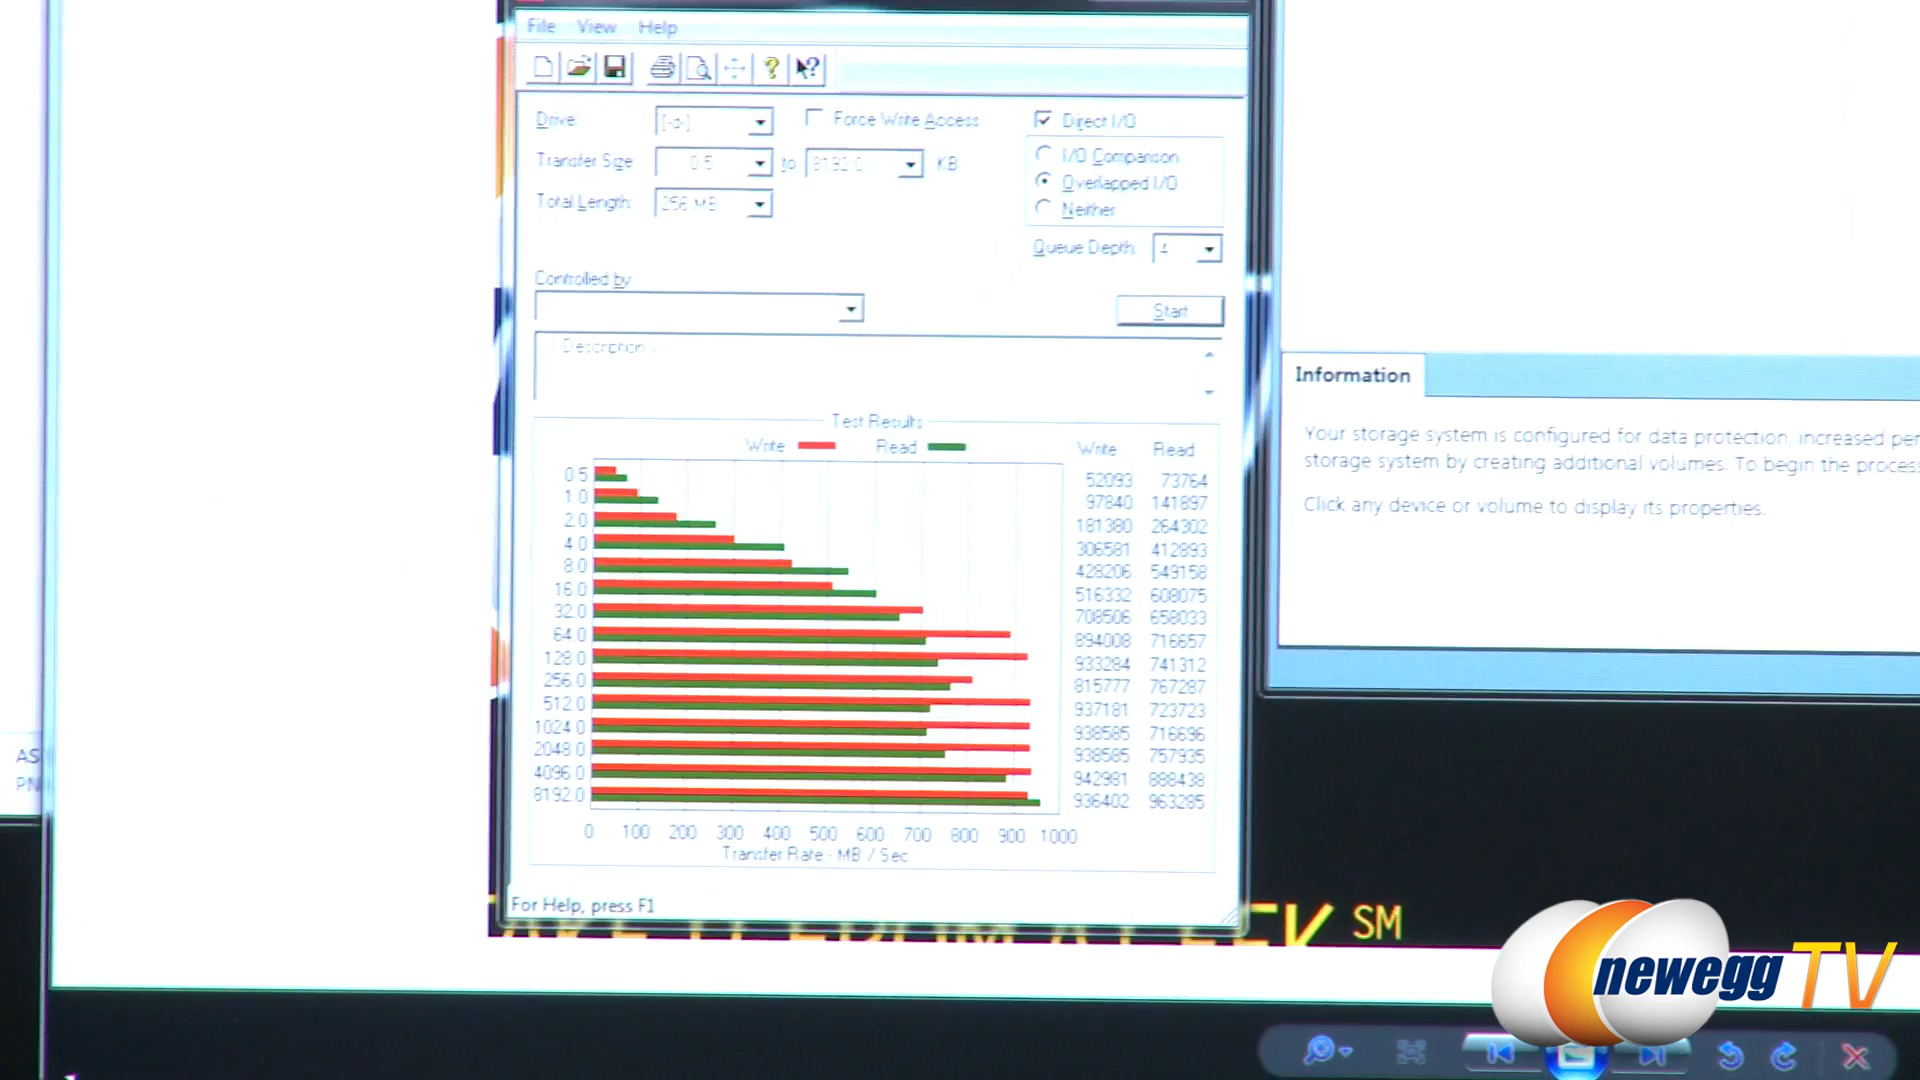 File View Help
Drive: [-d-] Force Write Access Direct I/O
Transfer Size: 0.5 to 8192.0 KB I/O Comparison
Overlapped I/O
Total Length: 256 MB Neither
Queue Depth: 4
Controlled by
Start
Description
Test Results
Write Read Write Read
0.5 52093 73764
1.0 97840 141897
2.0 181380 264302
4.0 306581 412893
8.0 428206 549158
16.0 516332 608075
32.0 708506 658033
64.0 894008 716657
128.0 933284 741312
256.0 815777 767287
512.0 937181 723723
1024.0 938585 716696
2048.0 938585 757935
4096.0 942981 888438
8192.0 936402 963285
0 100 200 300 400 500 600 700 800 900 1000
Transfer Rate - MB / Sec
For Help, press F1
Information
Your storage system is configured for data protection, increased per
storage system by creating additional volumes. To begin the process
Click any device or volume to display its properties.
AS
PN
SM
newegg TV